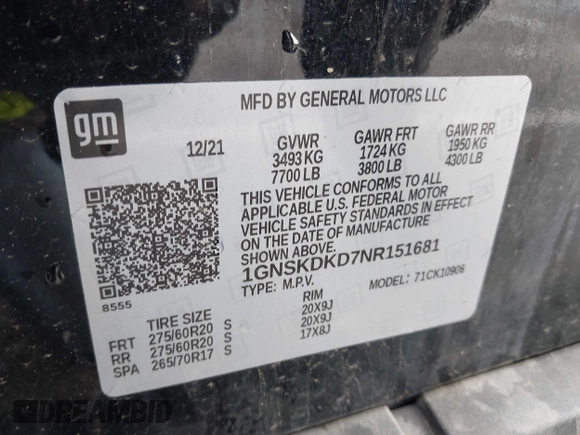 gm
MFD BY GENERAL MOTORS LLC
12/21 GVWR GAWR FRT GAWR RR
3493 KG 1724 KG 1950 KG
7700 LB 3800 LB 4300 LB
THIS VEHICLE CONFORMS TO ALL
APPLICABLE U.S. FEDERAL MOTOR
VEHICLE SAFETY STANDARDS IN EFFECT
ON THE DATE OF MANUFACTURE
SHOWN ABOVE.
1GNSKDKD7NR151681
TYPE: M.P.V. MODEL: 71CK10906
8555
TIRE SIZE RIM
FRT 275/60R20 S 20X9J
RR 275/60R20 S 20X9J
SPA 265/70R17 S 17X8J
DREAMBID